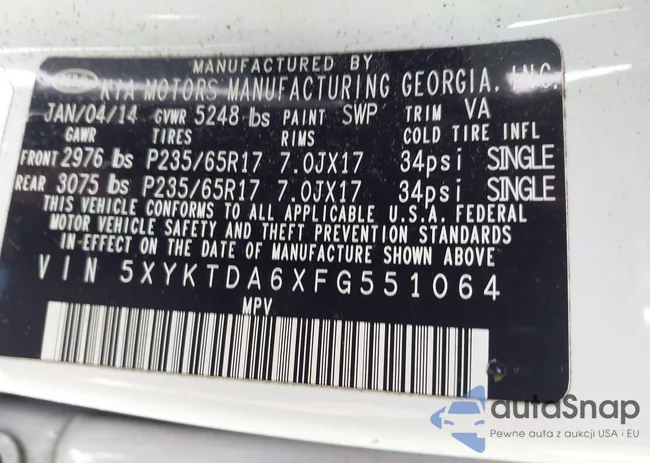 MANUFACTURED BY
KIA MOTORS MANUFACTURING GEORGIA, INC.
JAN/04/14 GVWR 5248 lbs PAINT SWP TRIM VA
GAWR TIRES RIMS COLD TIRE INFL
FRONT 2976 lbs P235/65R17 7.0JX17 34psi SINGLE
REAR 3075 lbs P235/65R17 7.0JX17 34psi SINGLE
THIS VEHICLE CONFORMS TO ALL APPLICABLE U.S.A. FEDERAL
MOTOR VEHICLE SAFETY AND THEFT PREVENTION STANDARDS
IN EFFECT ON THE DATE OF MANUFACTURE SHOWN ABOVE
VIN 5XYKTDA6XFG551064
MPV
autoSnap
Pewne auta z aukcji USA i EU